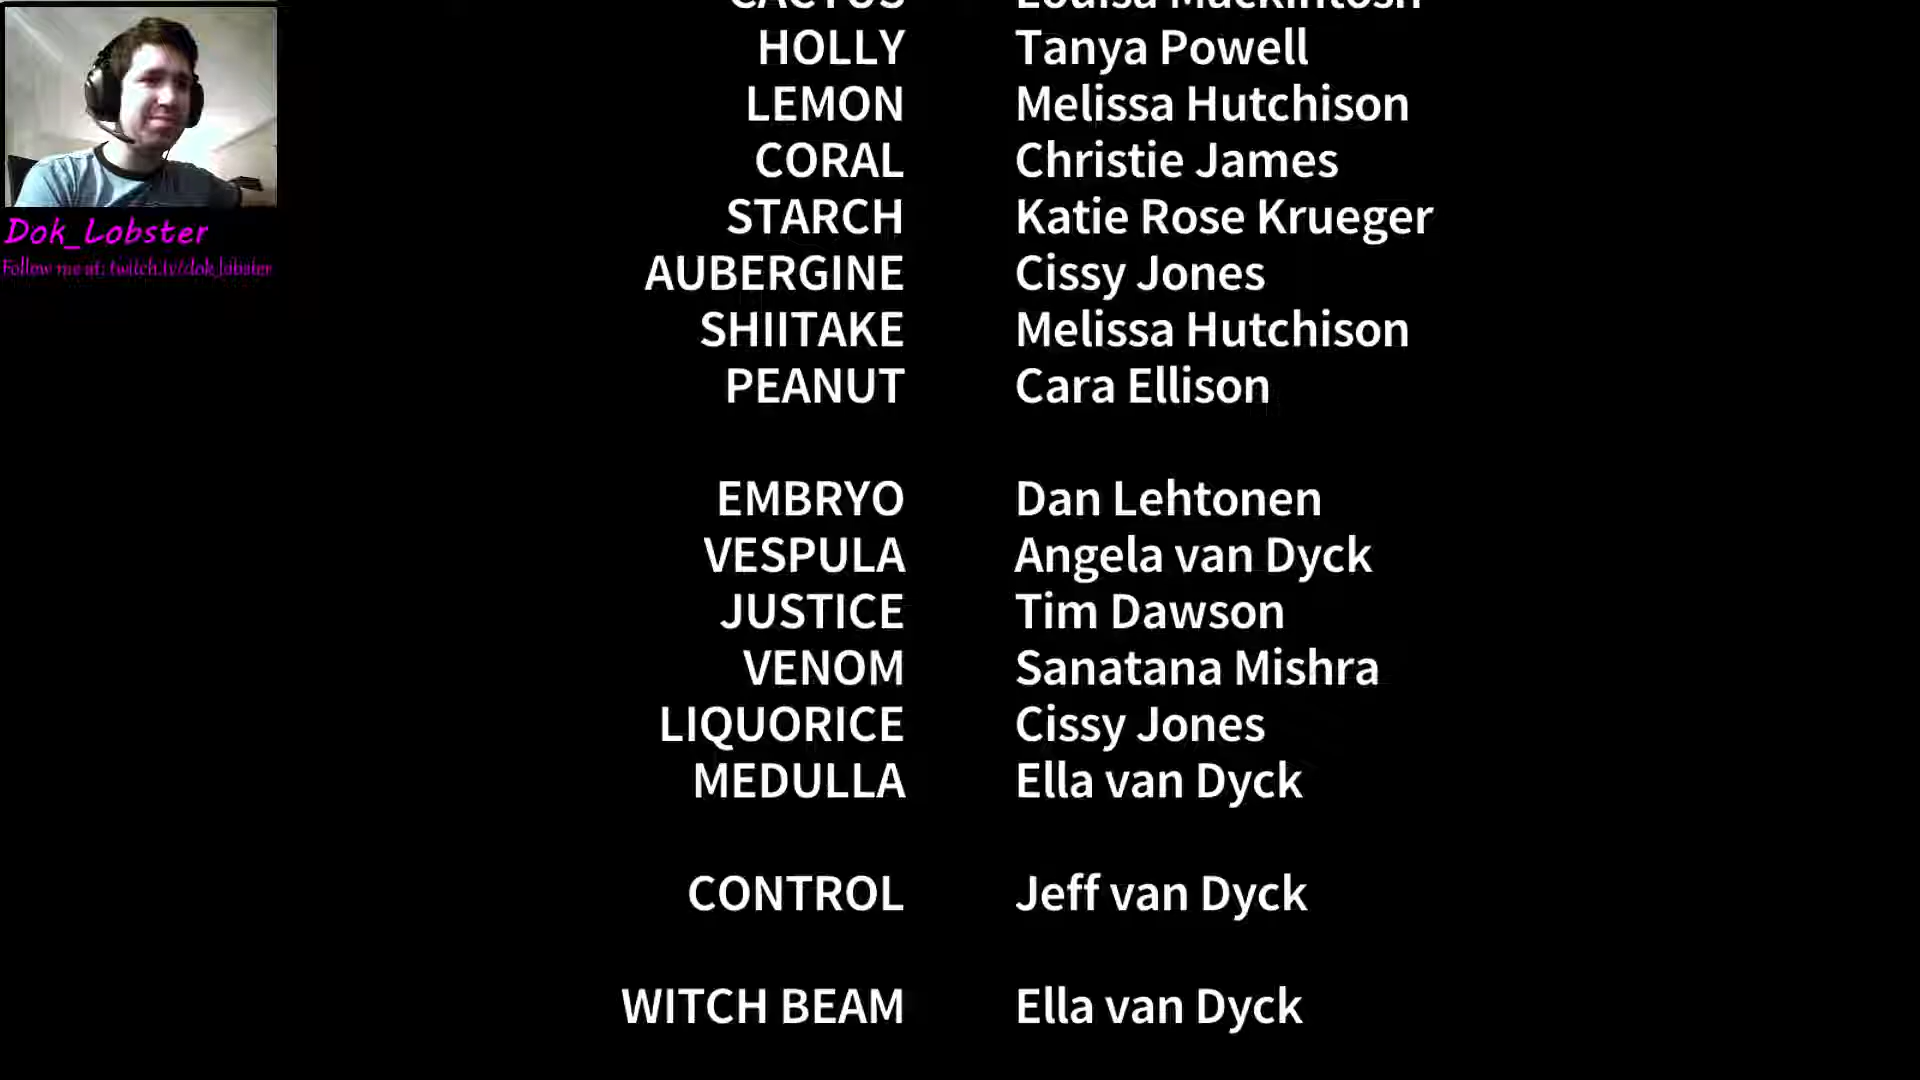 CACTUS Louisa Mackintosh
HOLLY Tanya Powell
LEMON Melissa Hutchison
CORAL Christie James
STARCH Katie Rose Krueger
AUBERGINE Cissy Jones
SHIITAKE Melissa Hutchison
PEANUT Cara Ellison
EMBRYO Dan Lehtonen
VESPULA Angela van Dyck
JUSTICE Tim Dawson
VENOM Sanatana Mishra
LIQUORICE Cissy Jones
MEDULLA Ella van Dyck
CONTROL Jeff van Dyck
WITCH BEAM Ella van Dyck
Dok_Lobster
Follow me at: twitch.tv/dok_lobster